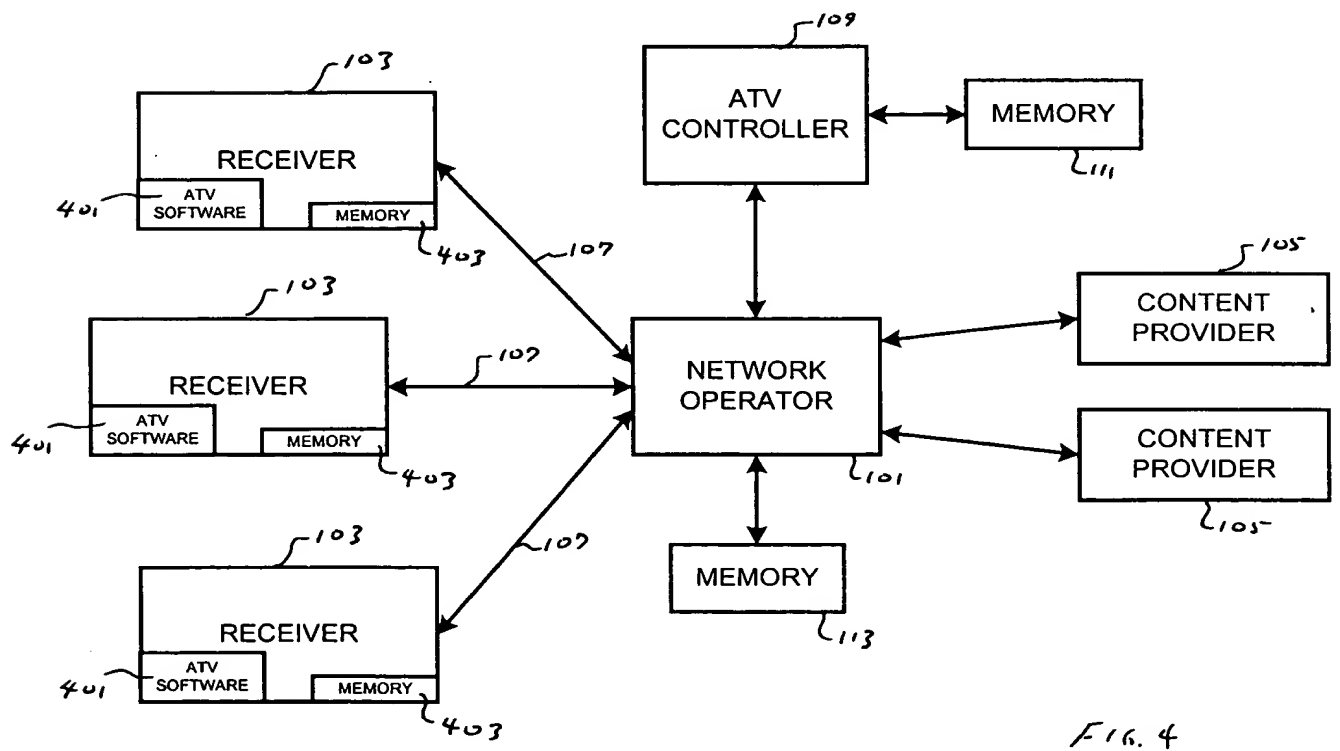 109
103
ATV
CONTROLLER
MEMORY
111
RECEIVER
ATV
SOFTWARE
401
MEMORY
403
107
105
CONTENT
PROVIDER
103
RECEIVER
ATV
SOFTWARE
401
MEMORY
403
107
NETWORK
OPERATOR
101
CONTENT
PROVIDER
105
103
RECEIVER
ATV
SOFTWARE
401
MEMORY
403
107
MEMORY
113
FIG. 4